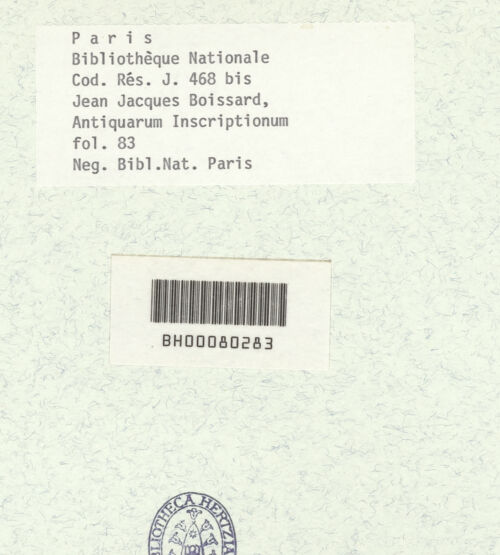 P a r i s
Bibliothèque Nationale
Cod. Rés. J. 468 bis
Jean Jacques Boissard,
Antiquarum Inscriptionum
fol. 83
Neg. Bibl.Nat. Paris
BH00080283
BIBLIOTHECA HERTZIANA